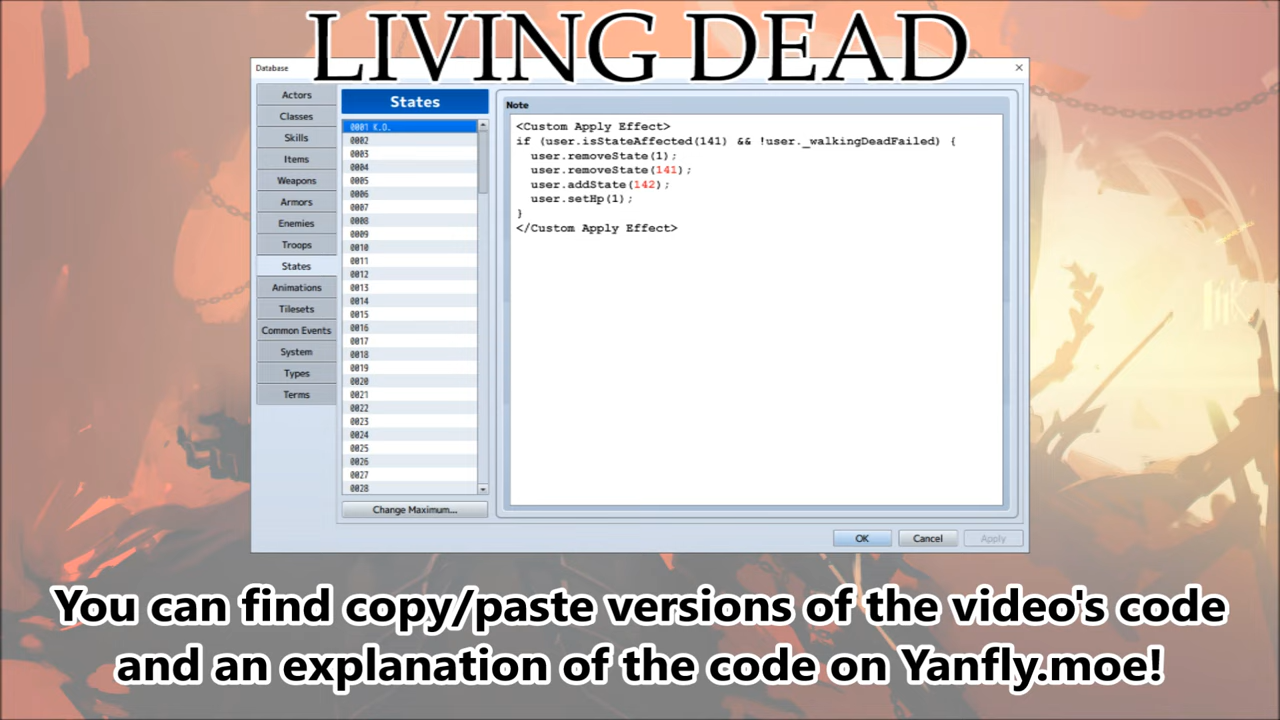 LIVING DEAD
Database
Actors
Classes
Skills
Items
Weapons
Armors
Enemies
Troops
States
Animations
Tilesets
Common Events
System
Types
Terms
States
0001 K.O.
0002
0003
0004
0005
0006
0007
0008
0009
0010
0011
0012
0013
0014
0015
0016
0017
0018
0019
0020
0021
0022
0023
0024
0025
0026
0027
0028
Change Maximum...
Note
<Custom Apply Effect>
if (user.isStateAffected(141) && !user._walkingDeadFailed) {
  user.removeState(1);
  user.removeState(141);
  user.addState(142);
  user.setHp(1);
}
</Custom Apply Effect>
OK
Cancel
Apply
You can find copy/paste versions of the video's code
and an explanation of the code on Yanfly.moe!